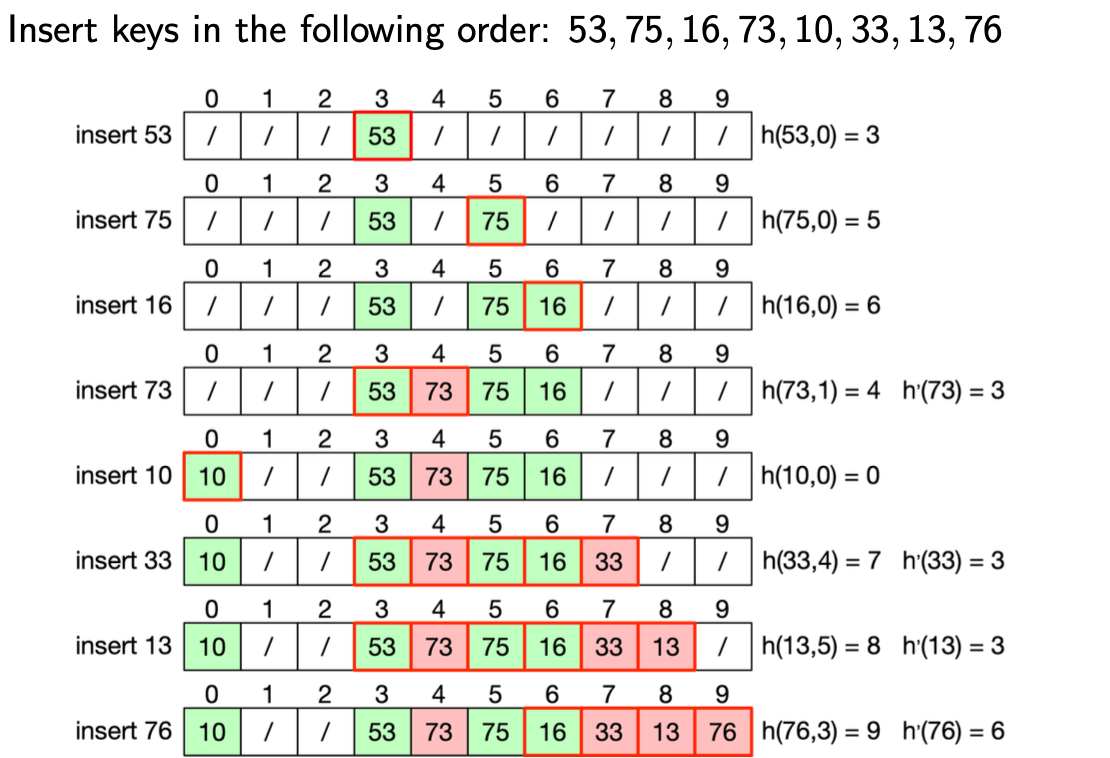 Insert keys in the following order: 53, 75, 16, 73, 10, 33, 13, 76
0 1 2 3 4 5 6 7 8 9
insert 53 / / / 53 / / / / / / h(53,0) = 3
0 1 2 3 4 5 6 7 8 9
insert 75 / / / 53 / 75 / / / / h(75,0) = 5
0 1 2 3 4 5 6 7 8 9
insert 16 / / / 53 / 75 16 / / / h(16,0) = 6
0 1 2 3 4 5 6 7 8 9
insert 73 / / / 53 73 75 16 / / / h(73,1) = 4 h'(73) = 3
0 1 2 3 4 5 6 7 8 9
insert 10 10 / / 53 73 75 16 / / / h(10,0) = 0
0 1 2 3 4 5 6 7 8 9
insert 33 10 / / 53 73 75 16 33 / / h(33,4) = 7 h'(33) = 3
0 1 2 3 4 5 6 7 8 9
insert 13 10 / / 53 73 75 16 33 13 / h(13,5) = 8 h'(13) = 3
0 1 2 3 4 5 6 7 8 9
insert 76 10 / / 53 73 75 16 33 13 76 h(76,3) = 9 h'(76) = 6